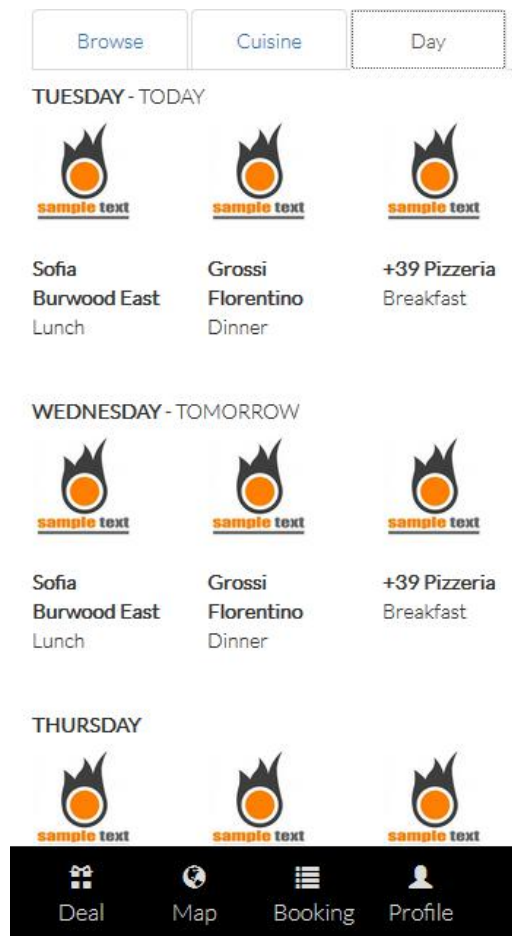 Browse Cuisine Day
TUESDAY - TODAY
sample text sample text sample text
Sofia Grossi +39 Pizzeria
Burwood East Florentino Breakfast
Lunch Dinner
WEDNESDAY - TOMORROW
sample text sample text sample text
Sofia Grossi +39 Pizzeria
Burwood East Florentino Breakfast
Lunch Dinner
THURSDAY
sample text sample text sample text
Deal Map Booking Profile